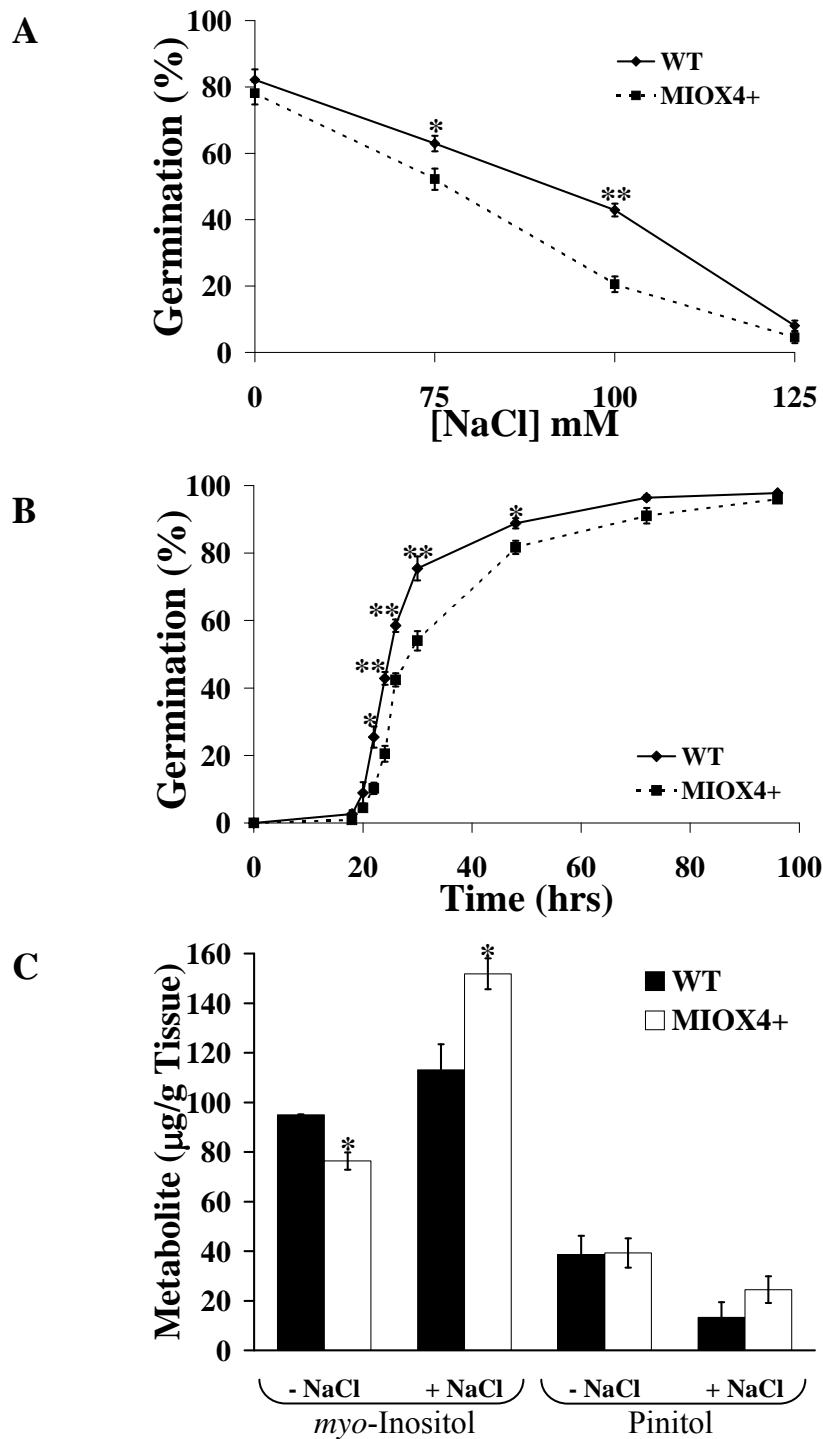 A
Germination (%)
100
80
60
40
20
0
*
**
WT
MIOX4+
0 75 100 125
[NaCl] mM
B
Germination (%)
100
80
60
40
20
0
*
**
**
**
*
WT
MIOX4+
0 20 40 60 80 100
Time (hrs)
C
Metabolite (µg/g Tissue)
160
140
120
100
80
60
40
20
0
*
*
WT
MIOX4+
- NaCl + NaCl - NaCl + NaCl
myo-Inositol Pinitol